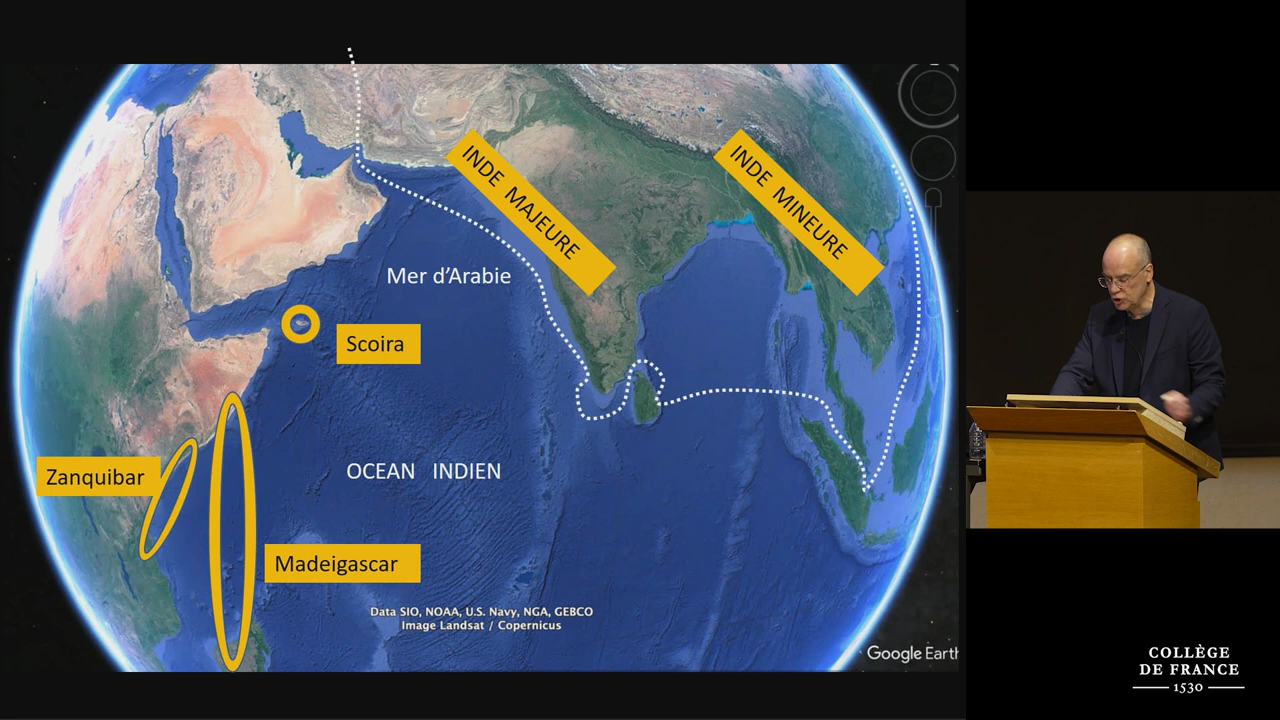 INDE MAJEURE
INDE MINEURE
Mer d'Arabie
Scoira
Zanquibar
OCEAN INDIEN
Madeigascar
Data SIO, NOAA, U.S. Navy, NGA, GEBCO
Image Landsat / Copernicus
Google Earth
COLLÈGE
DE FRANCE
1530